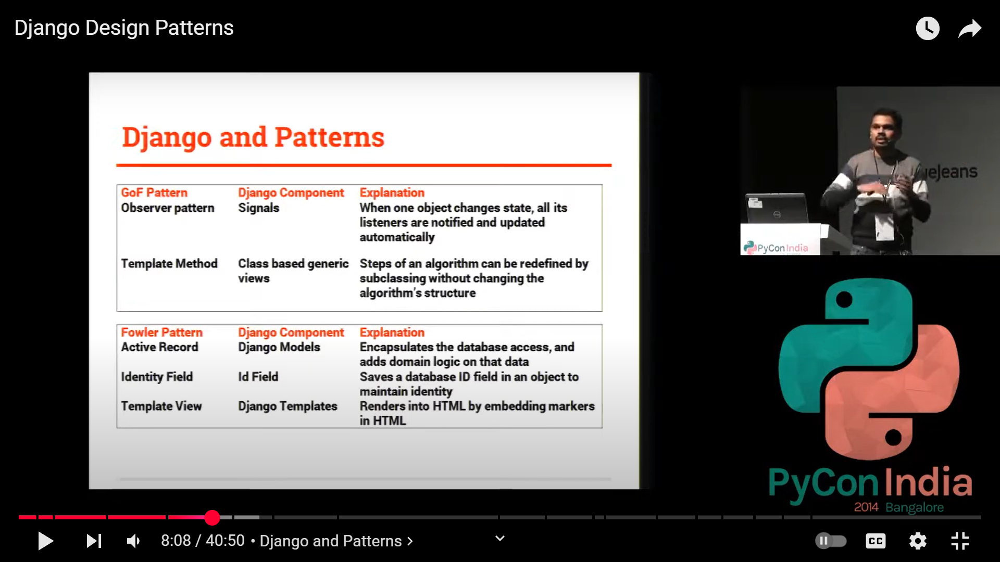 Django Design Patterns
Django and Patterns
GoF Pattern Django Component Explanation
Observer pattern Signals When one object changes state, all its
listeners are notified and updated
automatically
Template Method Class based generic Steps of an algorithm can be redefined by
views subclassing without changing the
algorithm's structure
Fowler Pattern Django Component Explanation
Active Record Django Models Encapsulates the database access, and
adds domain logic on that data
Identity Field Id Field Saves a database ID field in an object to
maintain identity
Template View Django Templates Renders into HTML by embedding markers
in HTML
ueJeans
PyCon India
PyCon India
2014 Bangalore
8:08 / 40:50 • Django and Patterns
CC